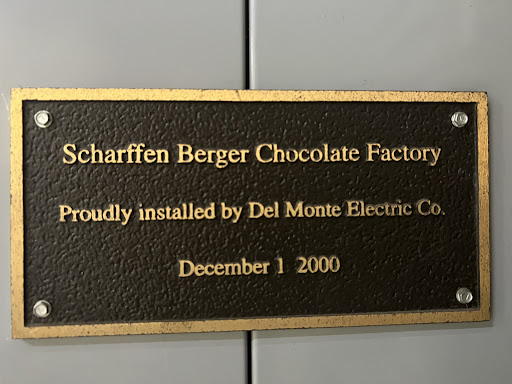 Scharffen Berger Chocolate Factory
Proudly installed by Del Monte Electric Co.
December 1 2000